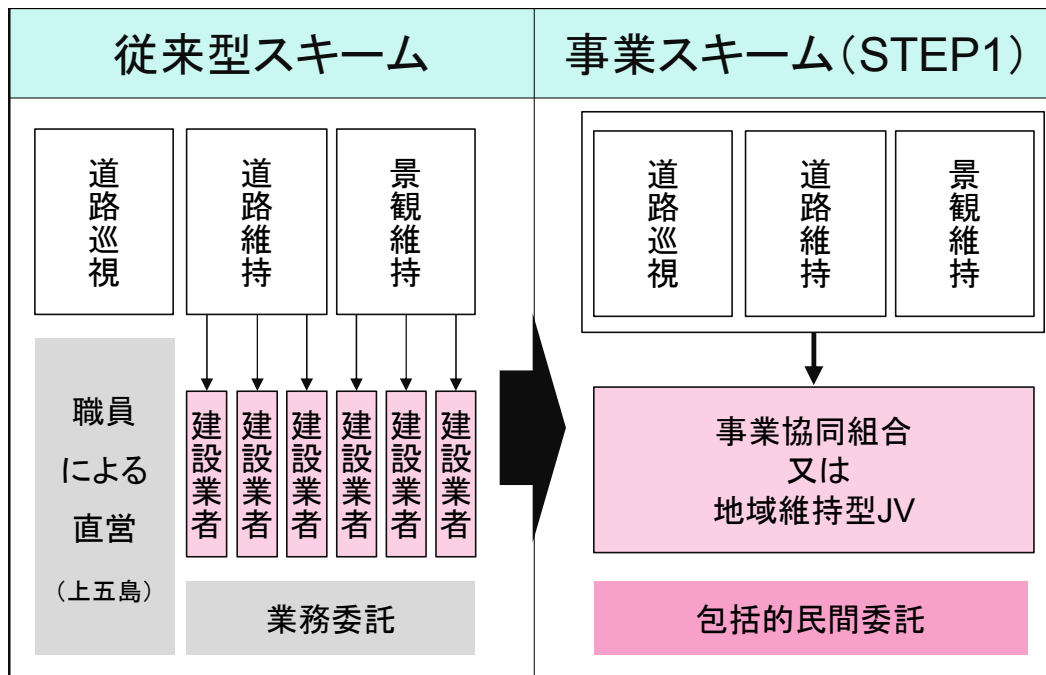 従来型スキーム
道路巡視
道路維持
景観維持
職員
による
直営
（上五島）
建設業者
建設業者
建設業者
建設業者
建設業者
建設業者
業務委託
事業スキーム（STEP1）
道路巡視
道路維持
景観維持
事業協同組合
又は
地域維持型JV
包括的民間委託